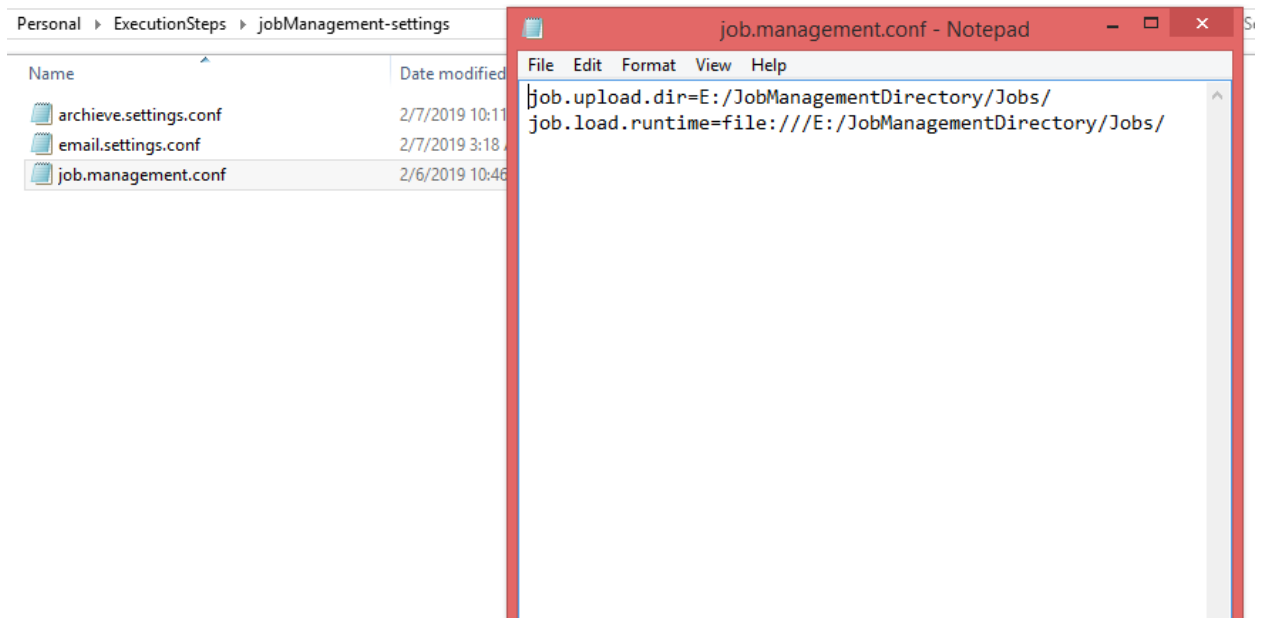 Personal ExecutionSteps jobManagement-settings
Name Date modified
archieve.settings.conf 2/7/2019 10:11
email.settings.conf 2/7/2019 3:18
job.management.conf 2/6/2019 10:46
job.management.conf - Notepad
File Edit Format View Help
job.upload.dir=E:/JobManagementDirectory/Jobs/
job.load.runtime=file:///E:/JobManagementDirectory/Jobs/